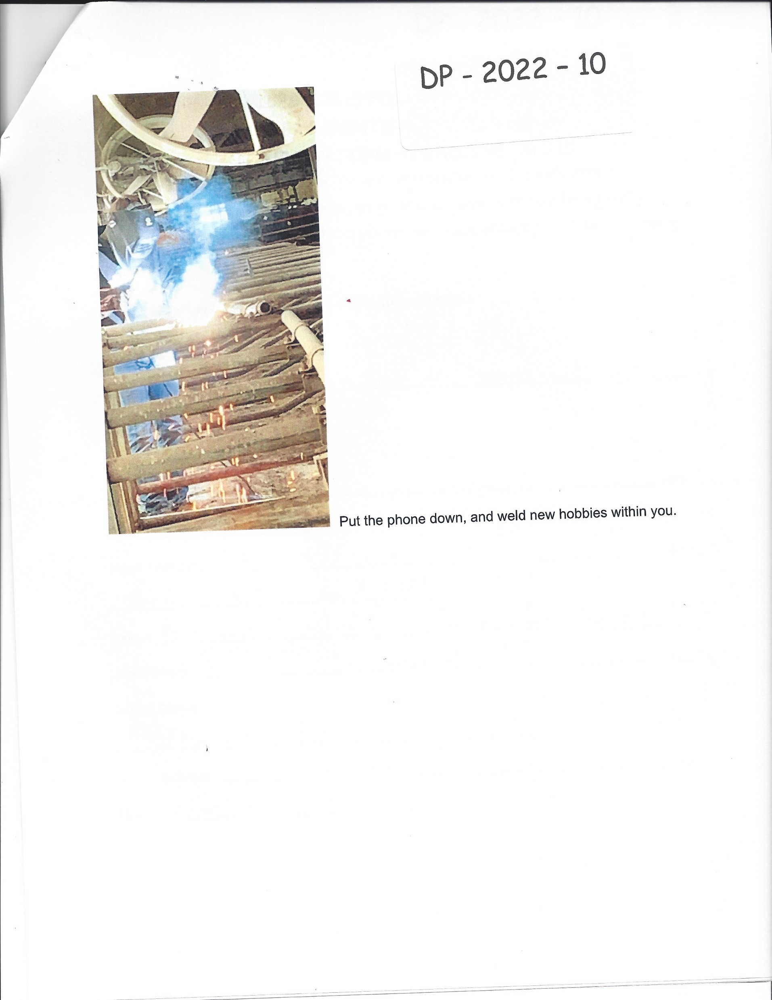 DP - 2022 - 10
Put the phone down, and weld new hobbies within you.